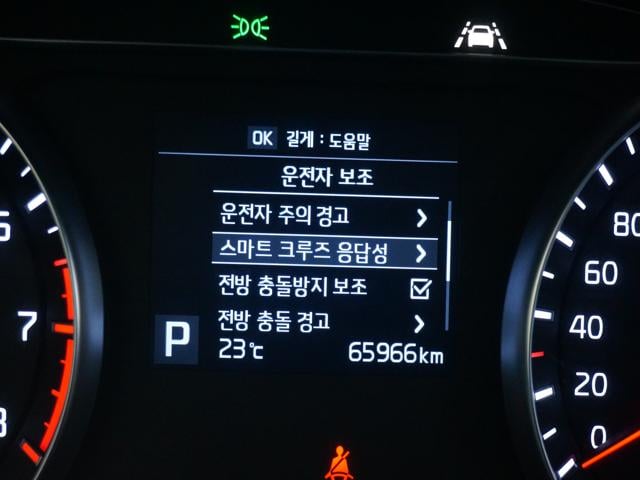 OK 길게 : 도움말
운전자 보조
운전자 주의 경고
스마트 크루즈 응답성
전방 충돌방지 보조
전방 충돌 경고
P
23℃ 65966km
7
80
60
40
20
0